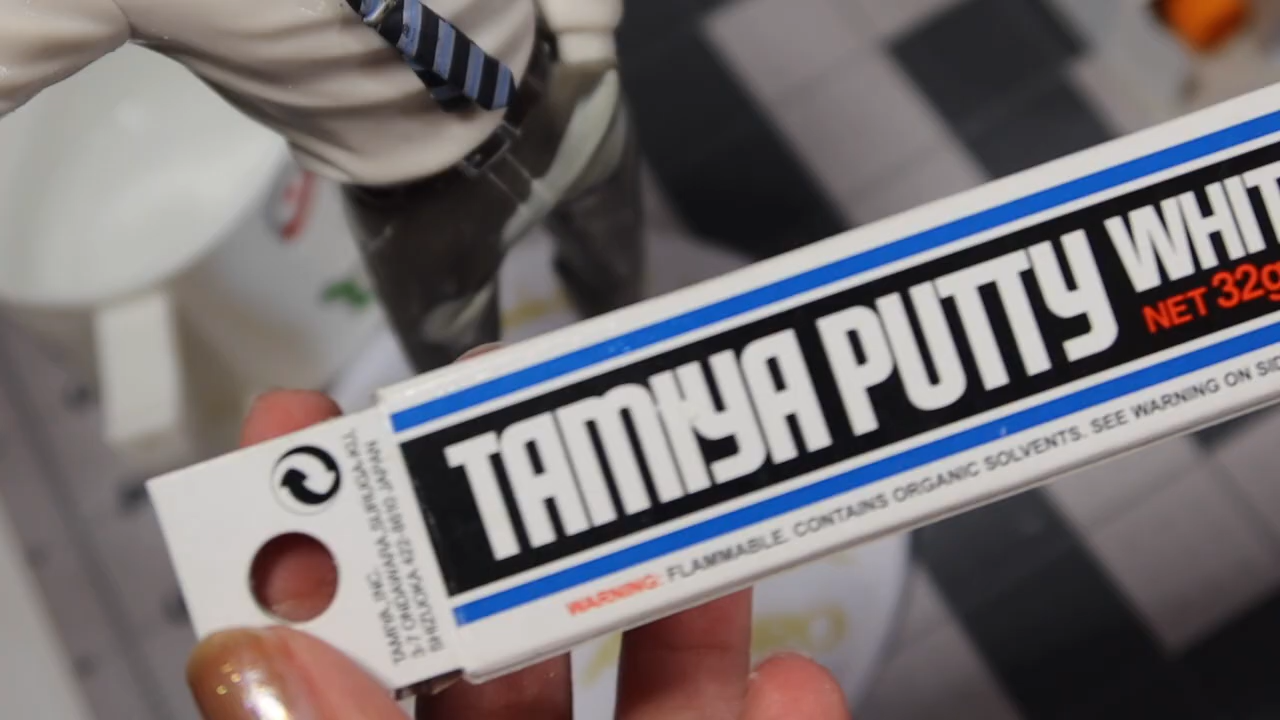 TAMIYA PUTTY WHIT
NET 32g
WARNING: FLAMMABLE. CONTAINS ORGANIC SOLVENTS. SEE WARNING ON SID
TAMIYA, INC.
3-7 ONDAWARA, SURUGA-KU,
SHIZUOKA 422-8610 JAPAN